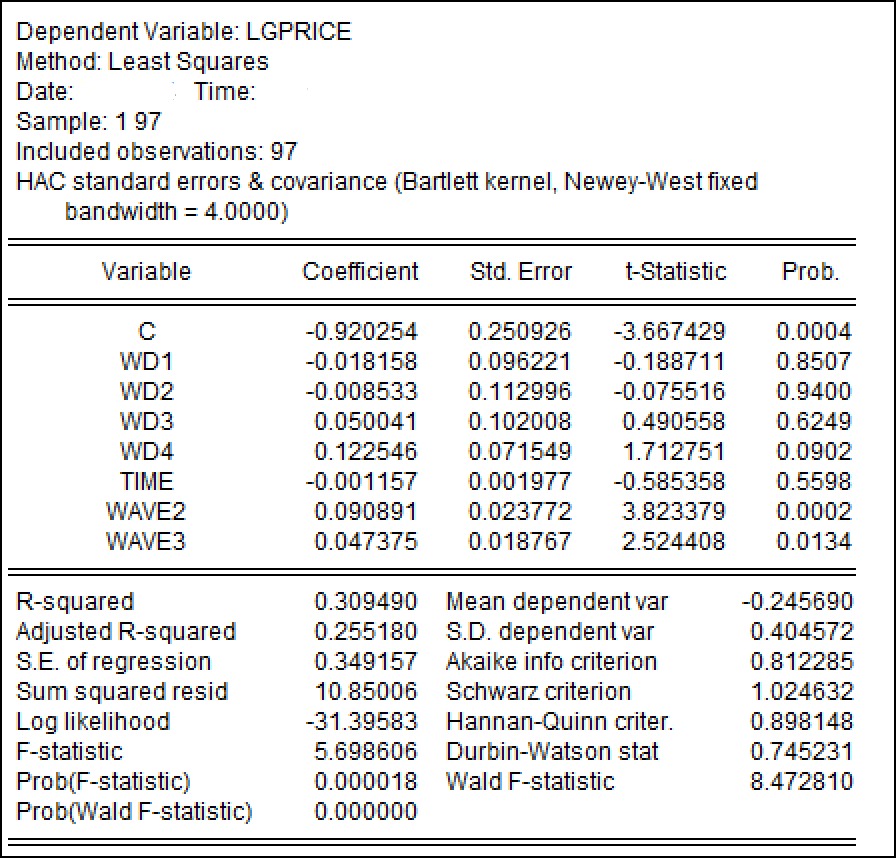 Dependent Variable: LGPRICE
Method: Least Squares
Date: Time:
Sample: 1 97
Included observations: 97
HAC standard errors & covariance (Bartlett kernel, Newey-West fixed
bandwidth = 4.0000)
Variable Coefficient Std. Error t-Statistic Prob.
C -0.920254 0.250926 -3.667429 0.0004
WD1 -0.018158 0.096221 -0.188711 0.8507
WD2 -0.008533 0.112996 -0.075516 0.9400
WD3 0.050041 0.102008 0.490558 0.6249
WD4 0.122546 0.071549 1.712751 0.0902
TIME -0.001157 0.001977 -0.585358 0.5598
WAVE2 0.090891 0.023772 3.823379 0.0002
WAVE3 0.047375 0.018767 2.524408 0.0134
R-squared 0.309490 Mean dependent var -0.245690
Adjusted R-squared 0.255180 S.D. dependent var 0.404572
S.E. of regression 0.349157 Akaike info criterion 0.812285
Sum squared resid 10.85006 Schwarz criterion 1.024632
Log likelihood -31.39583 Hannan-Quinn criter. 0.898148
F-statistic 5.698606 Durbin-Watson stat 0.745231
Prob(F-statistic) 0.000018 Wald F-statistic 8.472810
Prob(Wald F-statistic) 0.000000